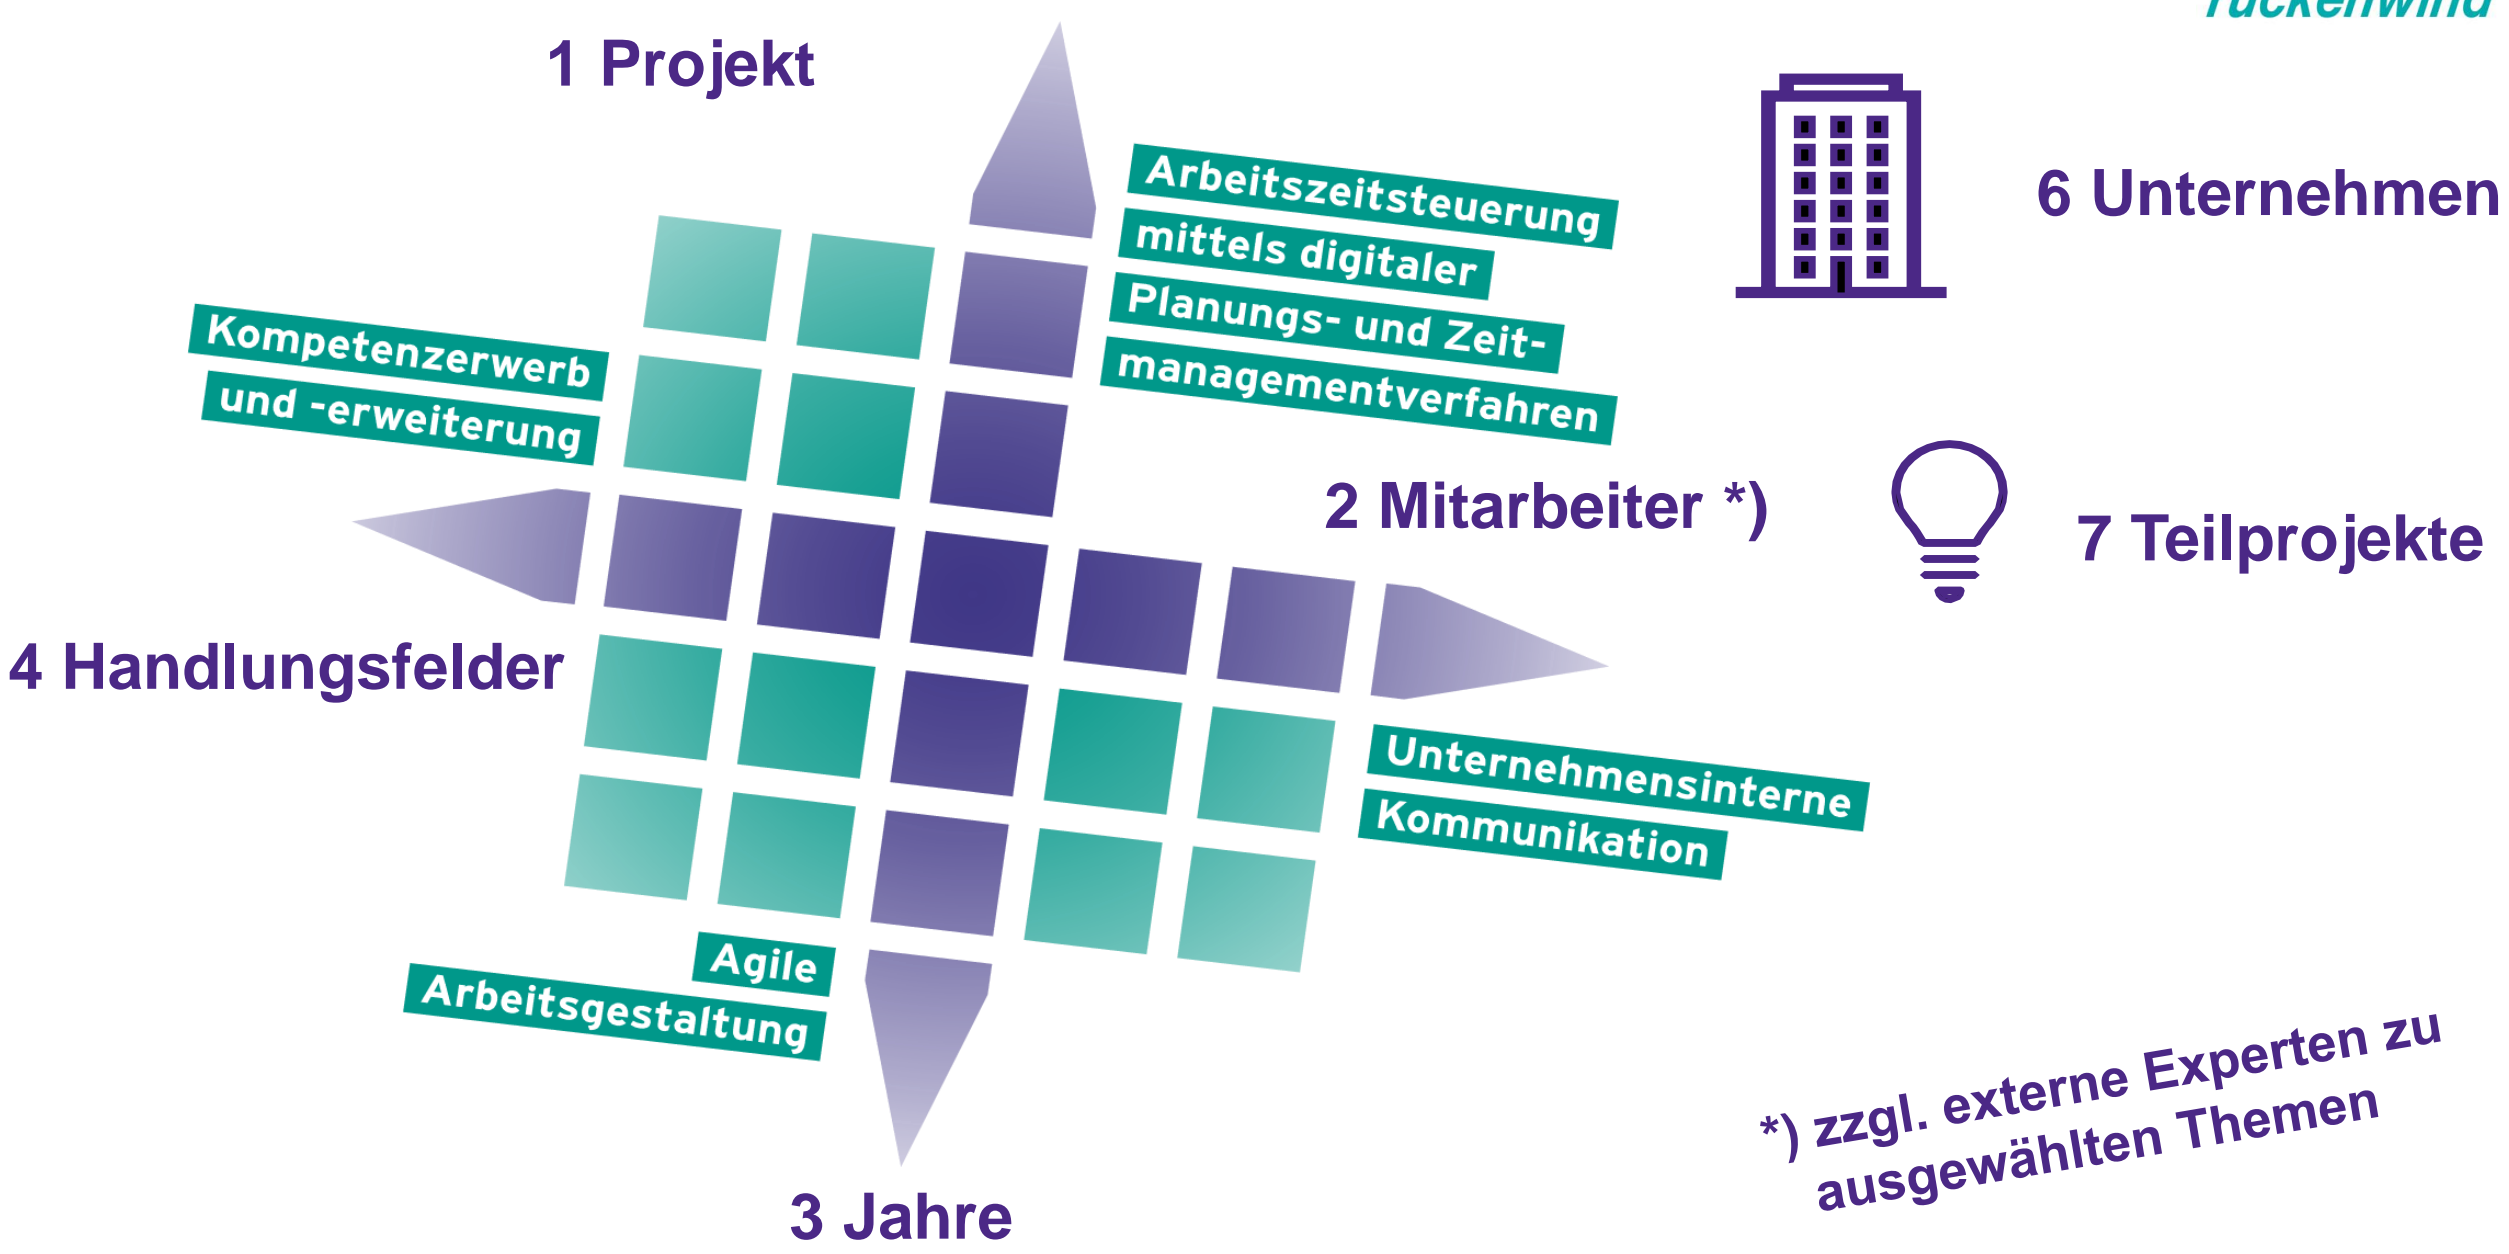 1 Projekt
Arbeitszeitsteuerung
mittels digitaler
Planungs- und Zeit-
managementverfahren
6 Unternehmen
Kompetenzerwerb
und -erweiterung
2 Mitarbeiter *)
7 Teilprojekte
4 Handlungsfelder
Unternehmensinterne
Kommunikation
Agile
Arbeitsgestaltung
3 Jahre
*) zzgl. externe Experten zu
ausgewählten Themen